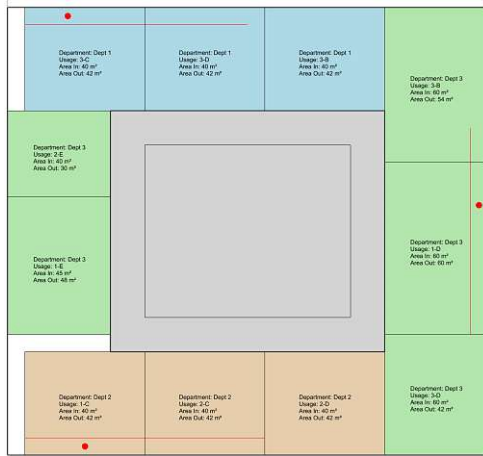 Department: Dept 1
Usage: 3-C
Area In: 40 m²
Area Out: 42 m²
Department: Dept 1
Usage: 3-D
Area In: 40 m²
Area Out: 42 m²
Department: Dept 1
Usage: 3-B
Area In: 40 m²
Area Out: 42 m²
Department: Dept 3
Usage: 3-B
Area In: 60 m²
Area Out: 54 m²
Department: Dept 3
Usage: 2-E
Area In: 40 m²
Area Out: 30 m²
Department: Dept 3
Usage: 1-E
Area In: 45 m²
Area Out: 48 m²
Department: Dept 3
Usage: 1-D
Area In: 60 m²
Area Out: 60 m²
Department: Dept 2
Usage: 1-C
Area In: 40 m²
Area Out: 42 m²
Department: Dept 2
Usage: 2-C
Area In: 40 m²
Area Out: 42 m²
Department: Dept 2
Usage: 2-D
Area In: 40 m²
Area Out: 42 m²
Department: Dept 3
Usage: 3-D
Area In: 60 m²
Area Out: 42 m²